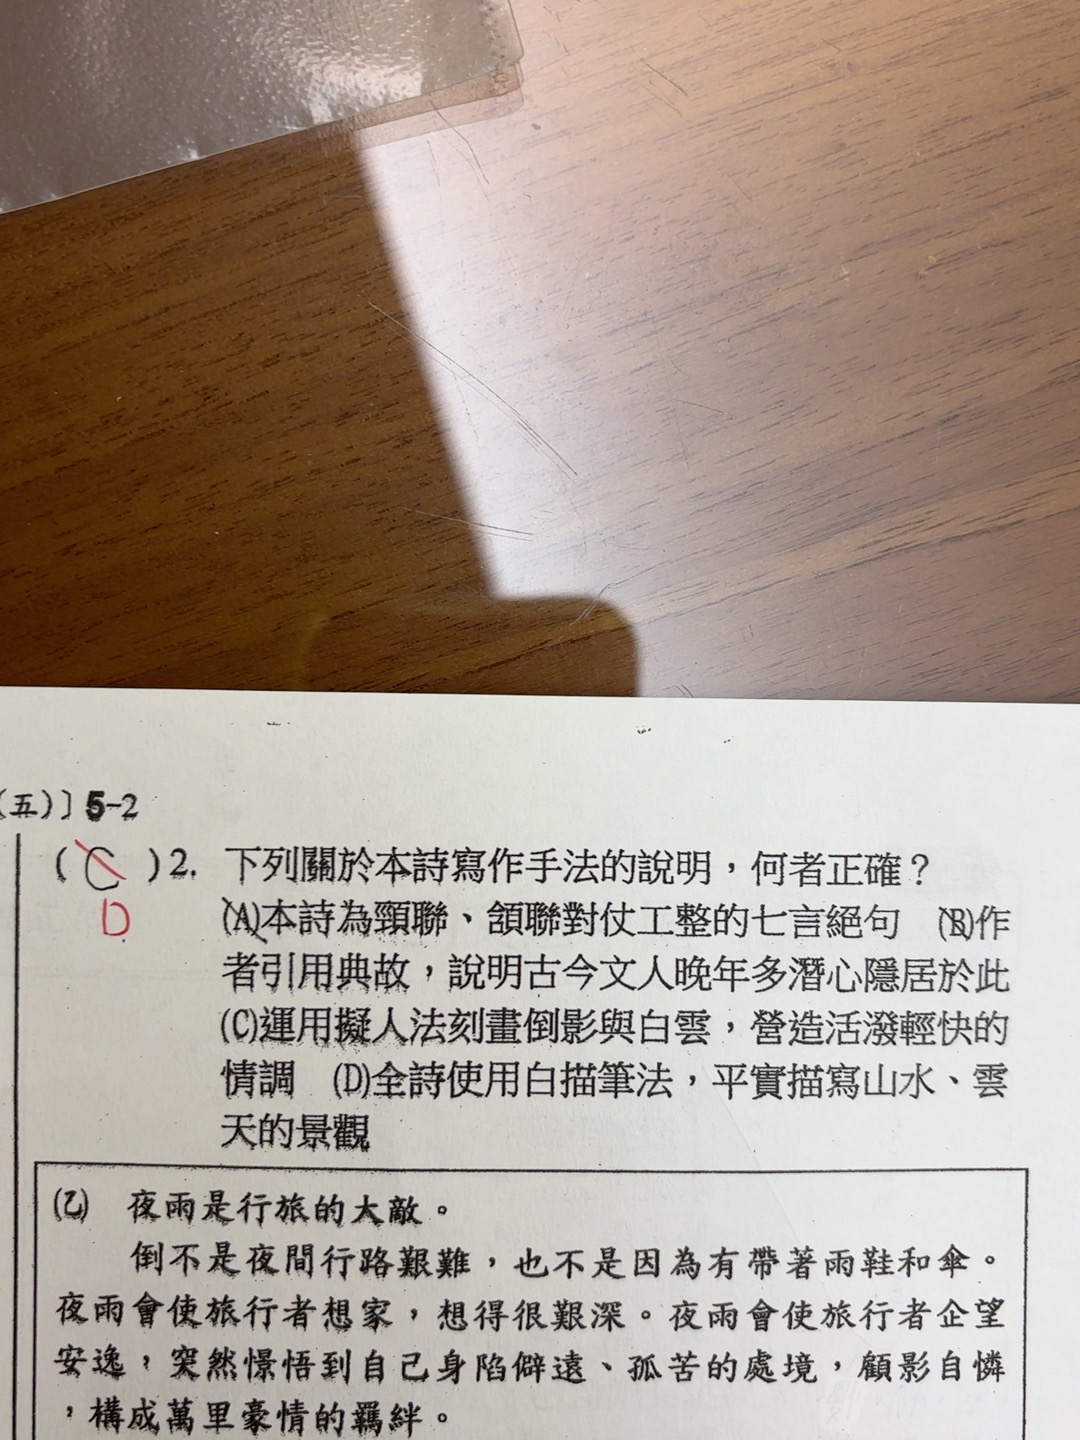 (五)〕5-2
( C )2. 下列關於本詩寫作手法的說明，何者正確？
D
(A)本詩為頸聯、頷聯對仗工整的七言絕句　(B)作
者引用典故，說明古今文人晚年多潛心隱居於此
(C)運用擬人法刻畫倒影與白雲，營造活潑輕快的
情調　(D)全詩使用白描筆法，平實描寫山水、雲
天的景觀
(乙)　夜雨是行旅的大敵。
倒不是夜間行路艱難，也不是因為有帶著雨鞋和傘。
夜雨會使旅行者想家，想得很艱深。夜雨會使旅行者企望
安逸，突然憬悟到自己身陷僻遠、孤苦的處境，顧影自憐
，構成萬里豪情的羈絆。